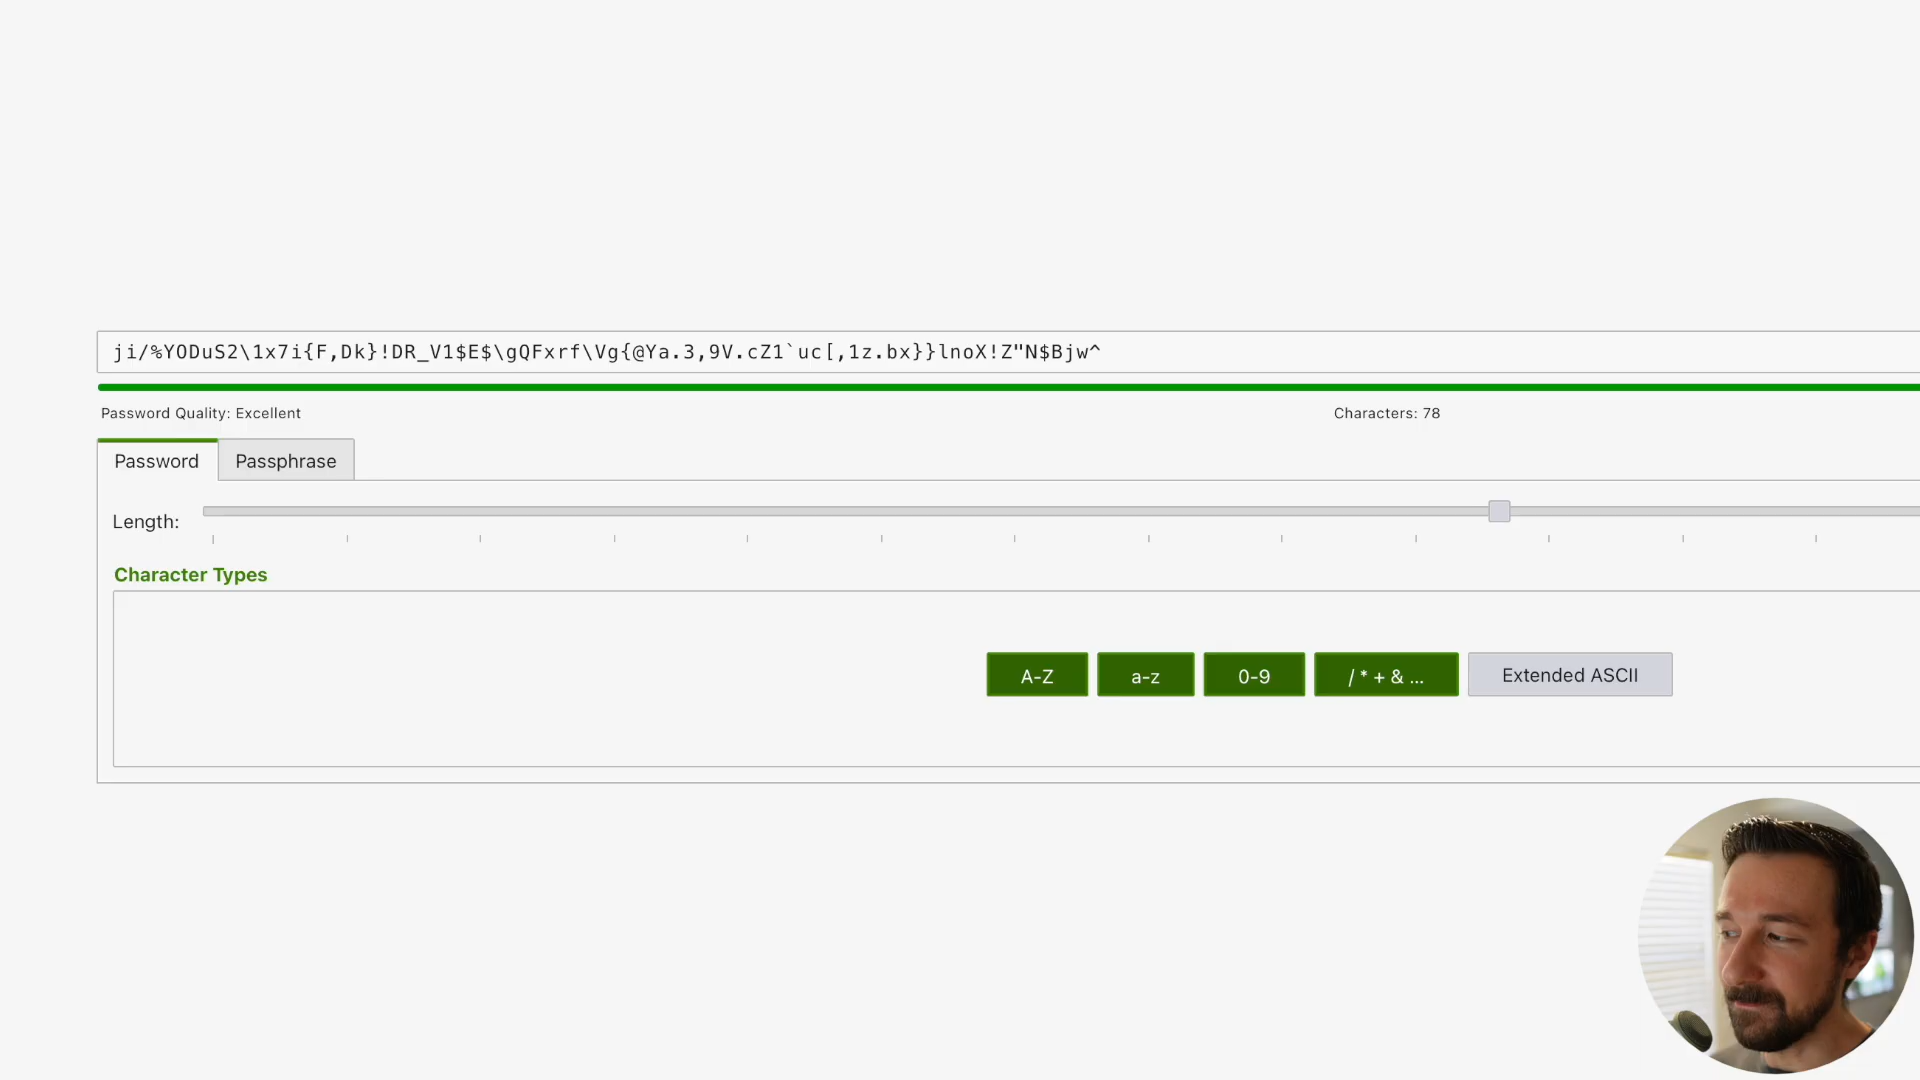 ji/%YODuS2\1x7i{F,Dk}!DR_V1$E$\gQFxrf\Vg{@Ya.3,9V.cZ1`uc[,1z.bx}}lnoX!Z"N$Bjw^
Password Quality: Excellent
Characters: 78
Password
Passphrase
Length:
Character Types
A-Z
a-z
0-9
/ * + & ...
Extended ASCII